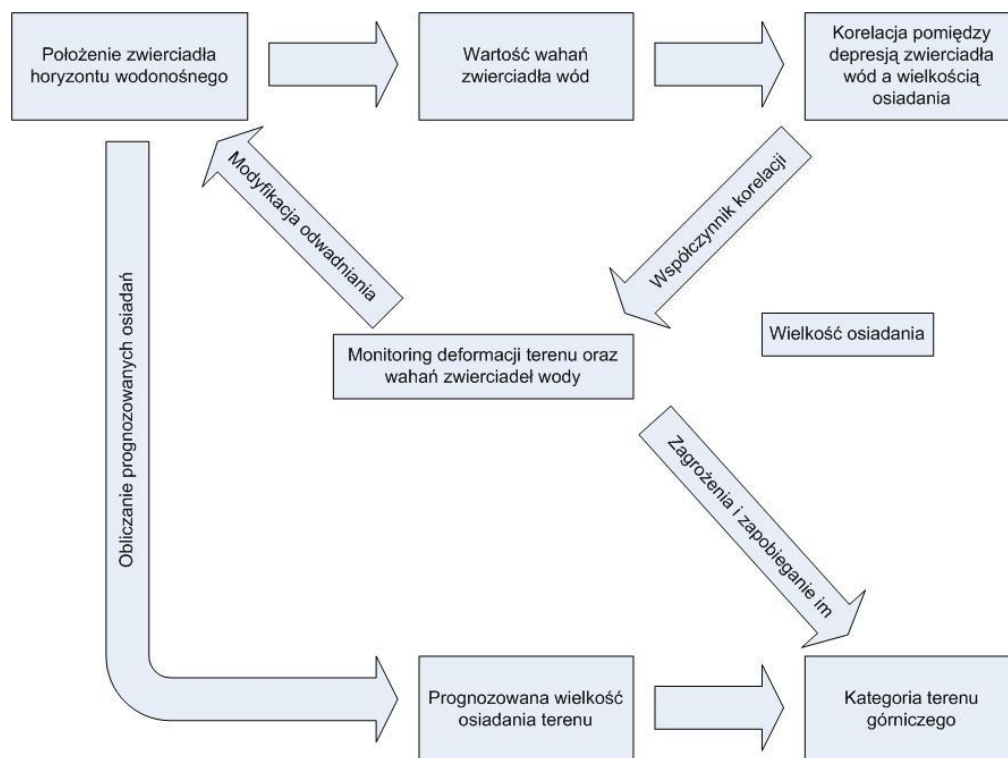 Położenie zwierciadła
horyzontu wodonośnego
Wartość wahań
zwierciadła wód
Korelacja pomiędzy
depresją zwierciadła
wód a wielkością
osiadania
Modyfikacja odwadniania
Współczynnik korelacji
Obliczanie prognozowanych osiadań
Monitoring deformacji terenu oraz
wahań zwierciadeł wody
Wielkość osiadania
Zagrożenia i zapobieganie im
Prognozowana wielkość
osiadania terenu
Kategoria terenu
górniczego